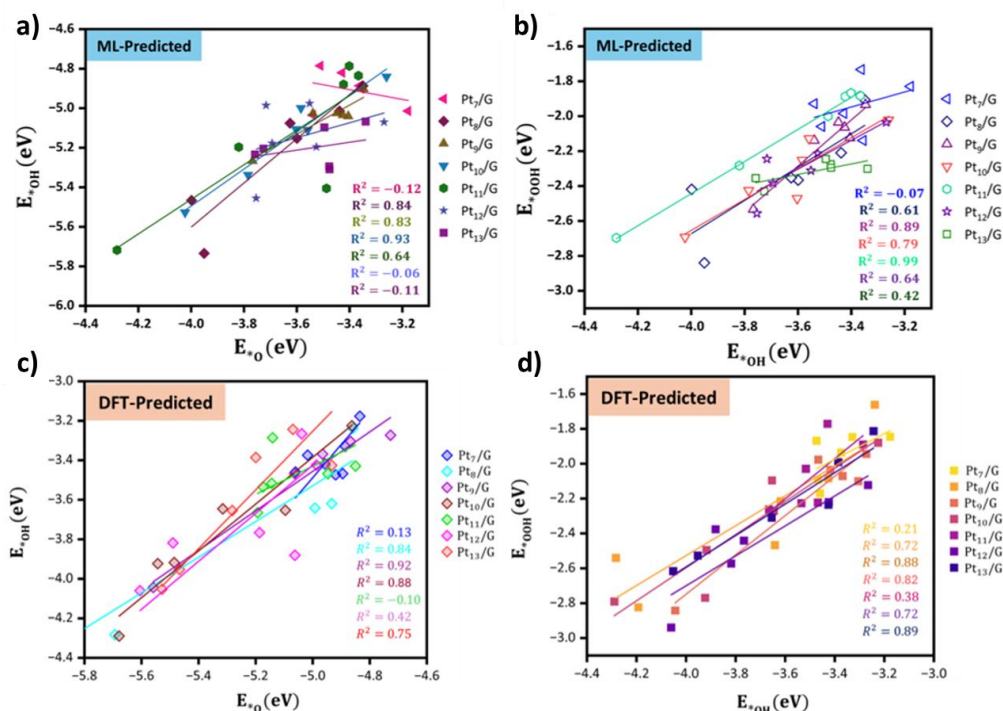 a)
ML-Predicted
E*OH (eV)
−4.6
−4.8
−5.0
−5.2
−5.4
−5.6
−5.8
−6.0
−4.4 −4.2 −4.0 −3.8 −3.6 −3.4 −3.2
E*O (eV)
R² = −0.12
R² = 0.84
R² = 0.83
R² = 0.93
R² = 0.64
R² = −0.06
R² = −0.11
Pt7/G
Pt8/G
Pt9/G
Pt10/G
Pt11/G
Pt12/G
Pt13/G
b)
ML-Predicted
E*OOH (eV)
−1.6
−1.8
−2.0
−2.2
−2.4
−2.6
−2.8
−3.0
−4.4 −4.2 −4.0 −3.8 −3.6 −3.4 −3.2
E*OH (eV)
R² = −0.07
R² = 0.61
R² = 0.89
R² = 0.79
R² = 0.99
R² = 0.64
R² = 0.42
Pt7/G
Pt8/G
Pt9/G
Pt10/G
Pt11/G
Pt12/G
Pt13/G
c)
DFT-Predicted
E*OH (eV)
−3.0
−3.2
−3.4
−3.6
−3.8
−4.0
−4.2
−4.4
−5.8 −5.6 −5.4 −5.2 −5.0 −4.8 −4.6
E*O (eV)
R² = 0.13
R² = 0.84
R² = 0.92
R² = 0.88
R² = −0.10
R² = 0.42
R² = 0.75
Pt7/G
Pt8/G
Pt9/G
Pt10/G
Pt11/G
Pt12/G
Pt13/G
d)
DFT-Predicted
E*OOH (eV)
−1.6
−1.8
−2.0
−2.2
−2.4
−2.6
−2.8
−3.0
−4.4 −4.2 −4.0 −3.8 −3.6 −3.4 −3.2 −3.0
E*OH (eV)
R² = 0.21
R² = 0.72
R² = 0.88
R² = 0.82
R² = 0.38
R² = 0.72
R² = 0.89
Pt7/G
Pt8/G
Pt9/G
Pt10/G
Pt11/G
Pt12/G
Pt13/G